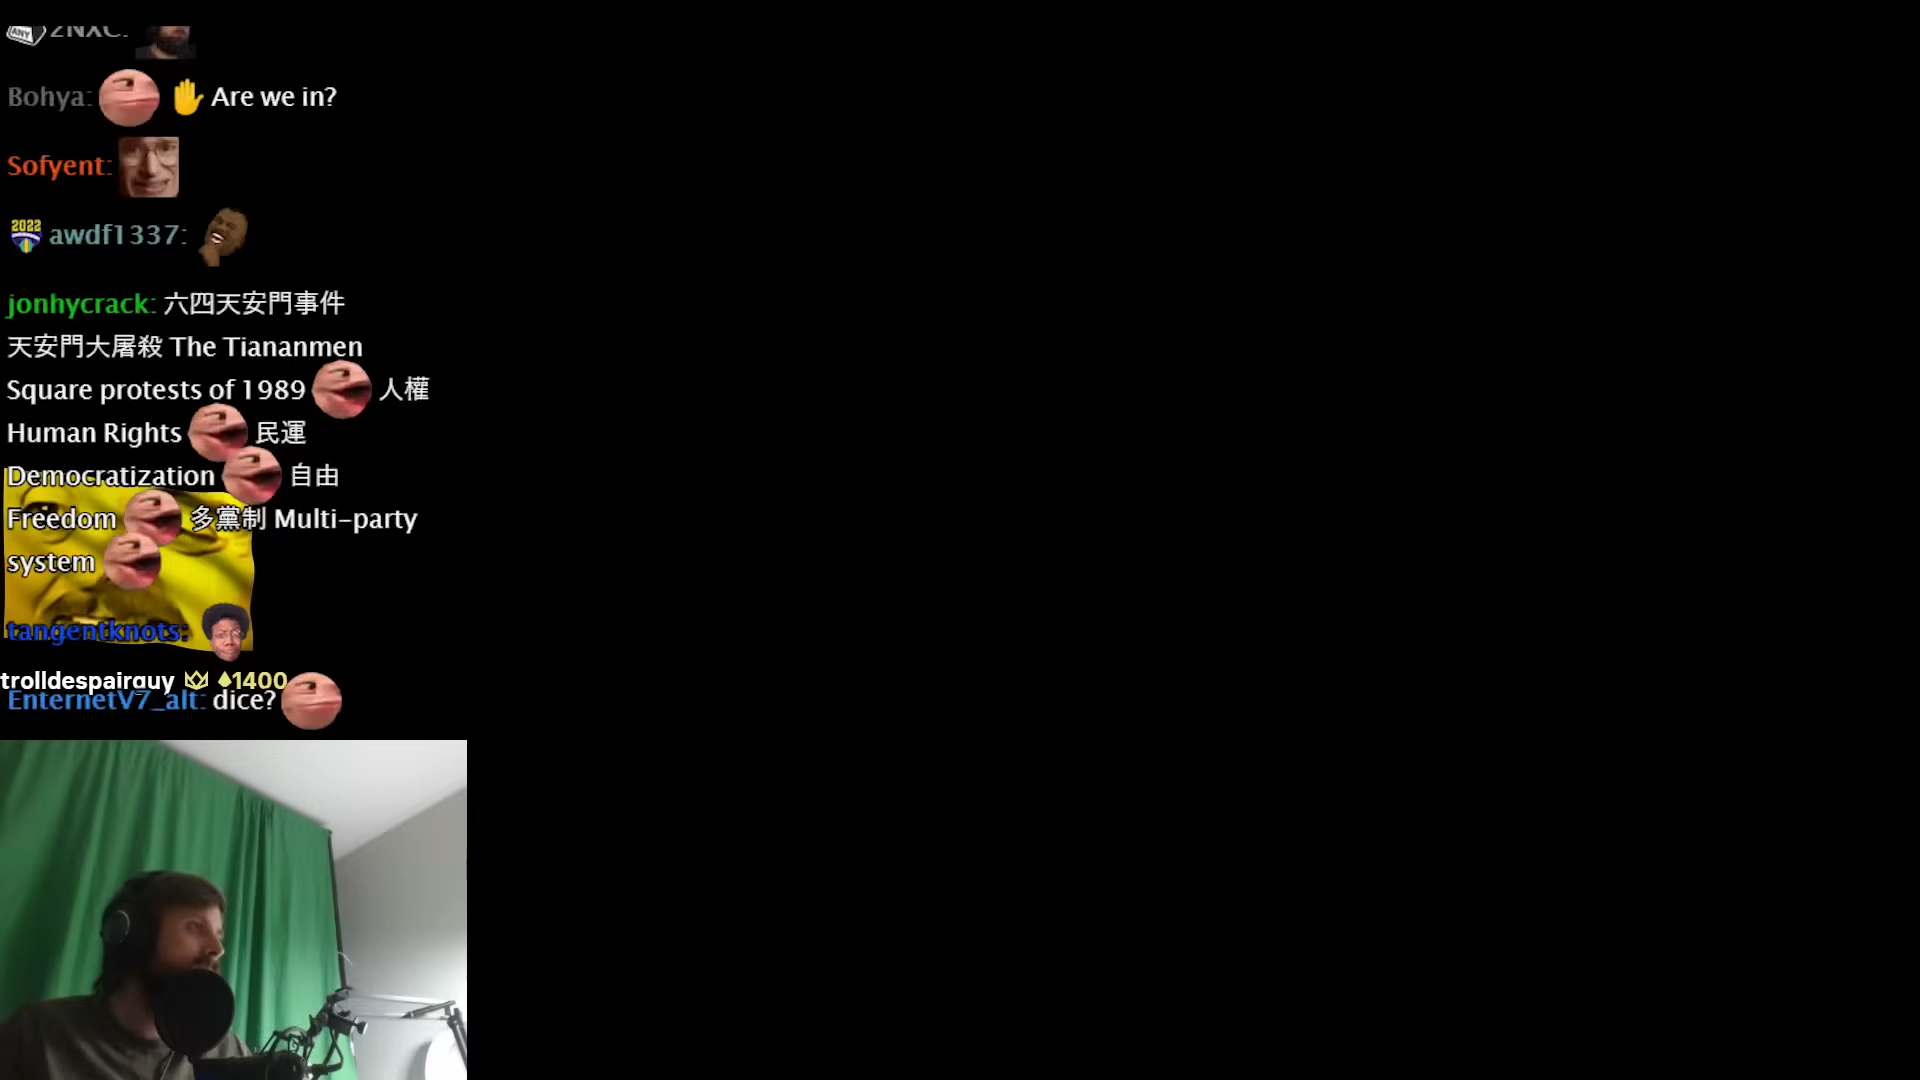 2NXC:
Bohya: Are we in?
Sofyent:
2022 awdf1337:
jonhycrack: 六四天安門事件
天安門大屠殺 The Tiananmen
Square protests of 1989 人權
Human Rights 民運
Democratization 自由
Freedom 多黨制 Multi-party
system
tangentknots:
trolldespairguy 1400
EnternetV7_alt: dice?